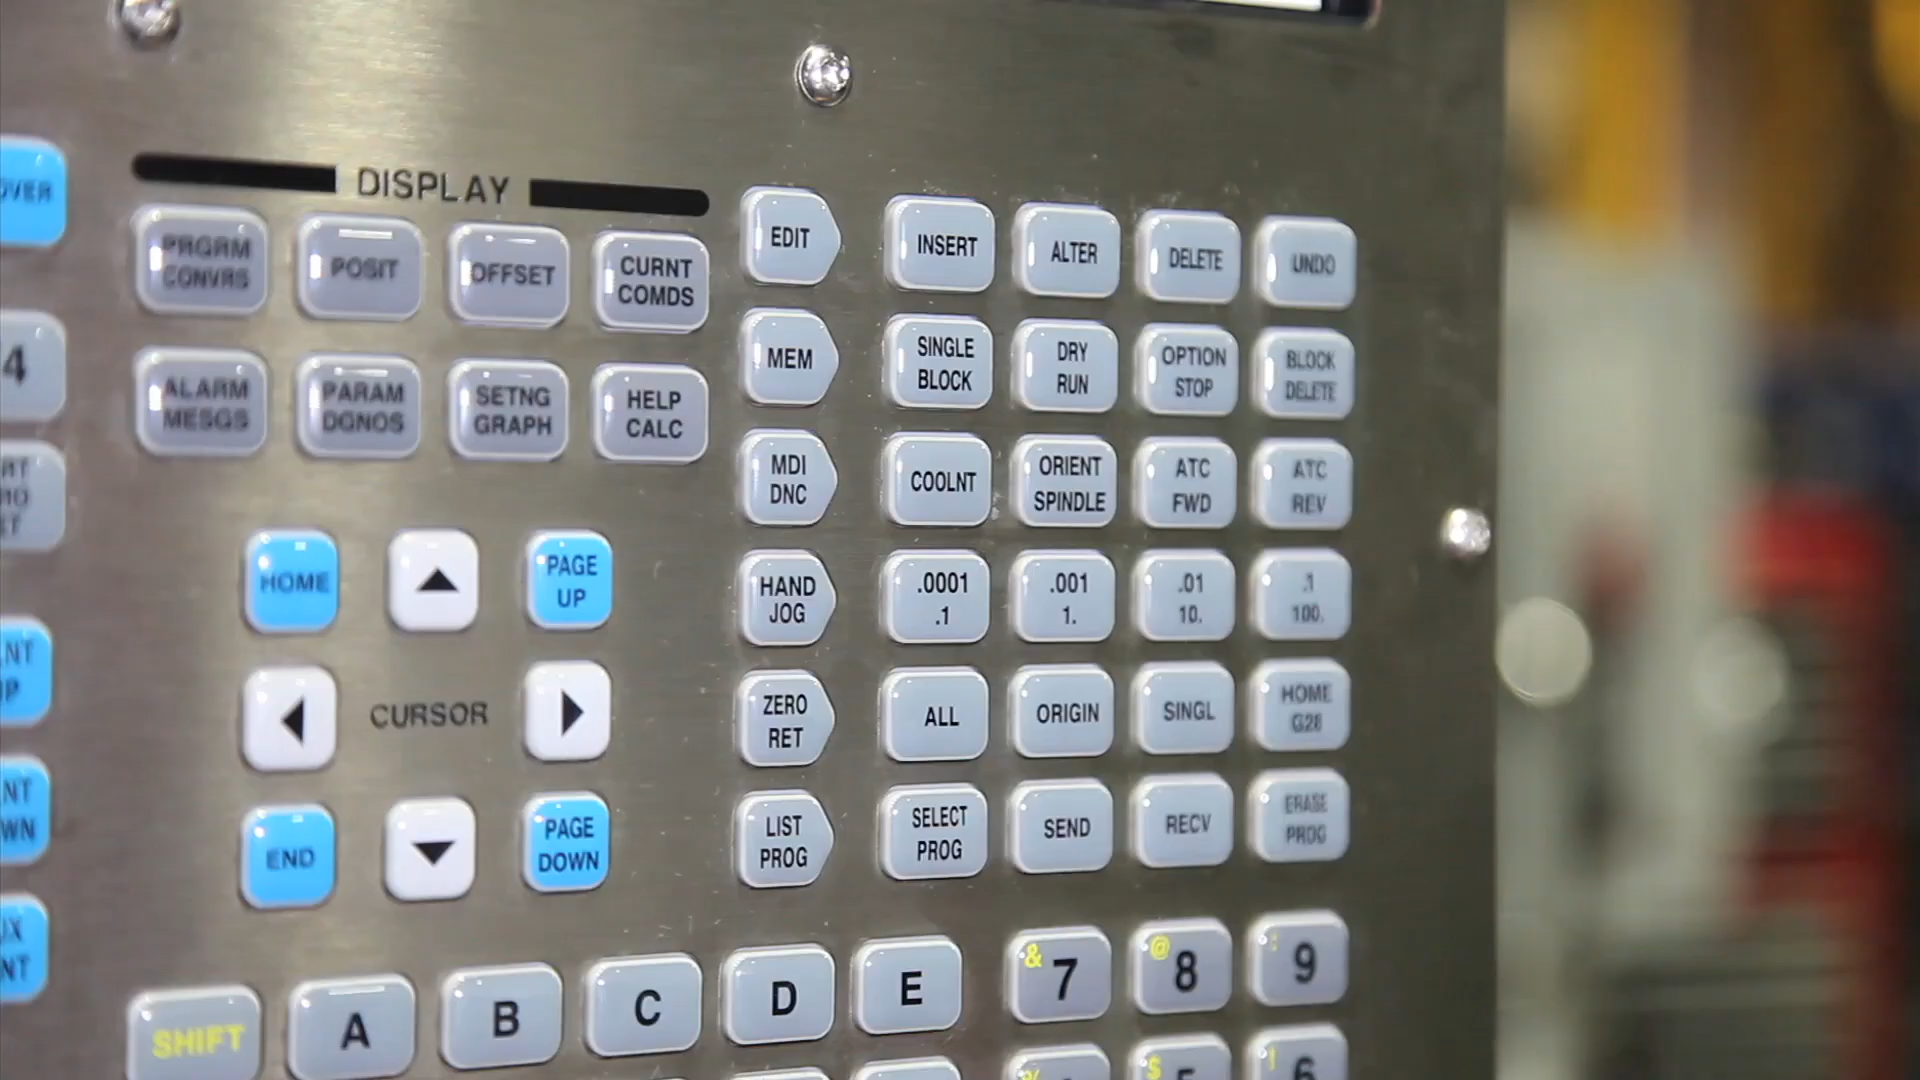 DISPLAY
PRGRM
CONVRS
POSIT
OFFSET
CURNT
COMDS
ALARM
MESGS
PARAM
DGNOS
SETNG
GRAPH
HELP
CALC
HOME
PAGE
UP
CURSOR
END
PAGE
DOWN
EDIT
INSERT
ALTER
DELETE
UNDO
MEM
SINGLE
BLOCK
DRY
RUN
OPTION
STOP
BLOCK
DELETE
MDI
DNC
COOLNT
ORIENT
SPINDLE
ATC
FWD
ATC
REV
HAND
JOG
.0001
.1
.001
1.
.01
10.
.1
100.
ZERO
RET
ALL
ORIGIN
SINGL
HOME
G28
LIST
PROG
SELECT
PROG
SEND
RECV
ERASE
PROG
SHIFT
A
B
C
D
E
& 7
@ 8
: 9
4
$
6